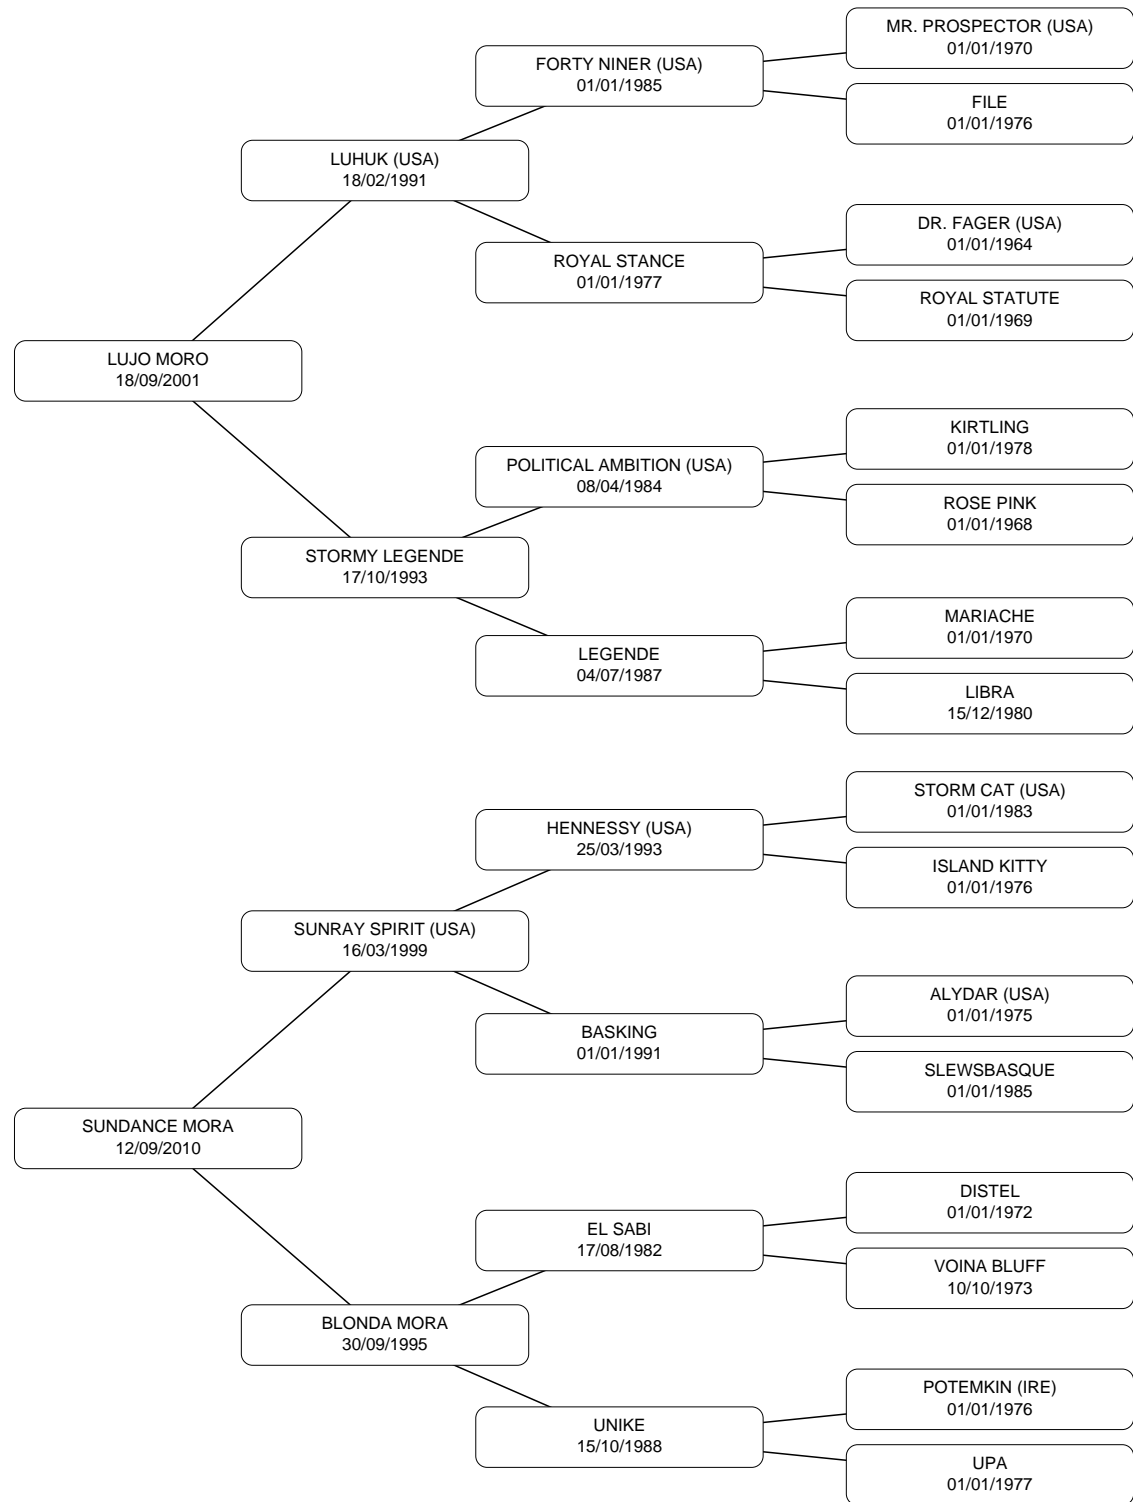 MR. PROSPECTOR (USA)
01/01/1970
FORTY NINER (USA)
01/01/1985
FILE
01/01/1976
LUHUK (USA)
18/02/1991
DR. FAGER (USA)
01/01/1964
ROYAL STANCE
01/01/1977
ROYAL STATUTE
01/01/1969
LUJO MORO
18/09/2001
KIRTLING
01/01/1978
POLITICAL AMBITION (USA)
08/04/1984
ROSE PINK
01/01/1968
STORMY LEGENDE
17/10/1993
MARIACHE
01/01/1970
LEGENDE
04/07/1987
LIBRA
15/12/1980
STORM CAT (USA)
01/01/1983
HENNESSY (USA)
25/03/1993
ISLAND KITTY
01/01/1976
SUNRAY SPIRIT (USA)
16/03/1999
ALYDAR (USA)
01/01/1975
BASKING
01/01/1991
SLEWSBASQUE
01/01/1985
SUNDANCE MORA
12/09/2010
DISTEL
01/01/1972
EL SABI
17/08/1982
VOINA BLUFF
10/10/1973
BLONDA MORA
30/09/1995
POTEMKIN (IRE)
01/01/1976
UNIKE
15/10/1988
UPA
01/01/1977